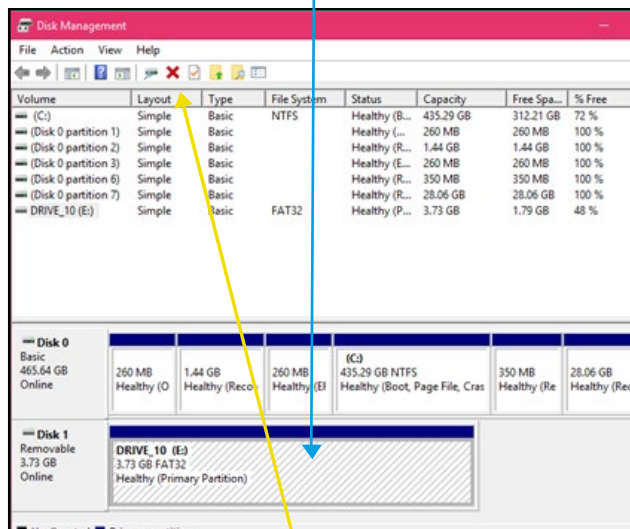 Disk Management
File Action View Help
Volume Layout Type File System Status Capacity Free Spa... % Free
(C:) Simple Basic NTFS Healthy (B... 435.29 GB 312.21 GB 72 %
(Disk 0 partition 1) Simple Basic Healthy (... 260 MB 260 MB 100 %
(Disk 0 partition 2) Simple Basic Healthy (R... 1.44 GB 1.44 GB 100 %
(Disk 0 partition 3) Simple Basic Healthy (E... 260 MB 260 MB 100 %
(Disk 0 partition 6) Simple Basic Healthy (R... 350 MB 350 MB 100 %
(Disk 0 partition 7) Simple Basic Healthy (R... 28.06 GB 28.06 GB 100 %
DRIVE_10 (E:) Simple Basic FAT32 Healthy (P... 3.73 GB 1.79 GB 48 %
Disk 0
Basic
465.64 GB
Online
260 MB
Healthy (O
1.44 GB
Healthy (Reco
260 MB
Healthy (EF
(C:)
435.29 GB NTFS
Healthy (Boot, Page File, Cras
350 MB
Healthy (Re
28.06 GB
Healthy (Rec
Disk 1
Removable
3.73 GB
Online
DRIVE_10 (E:)
3.73 GB FAT32
Healthy (Primary Partition)